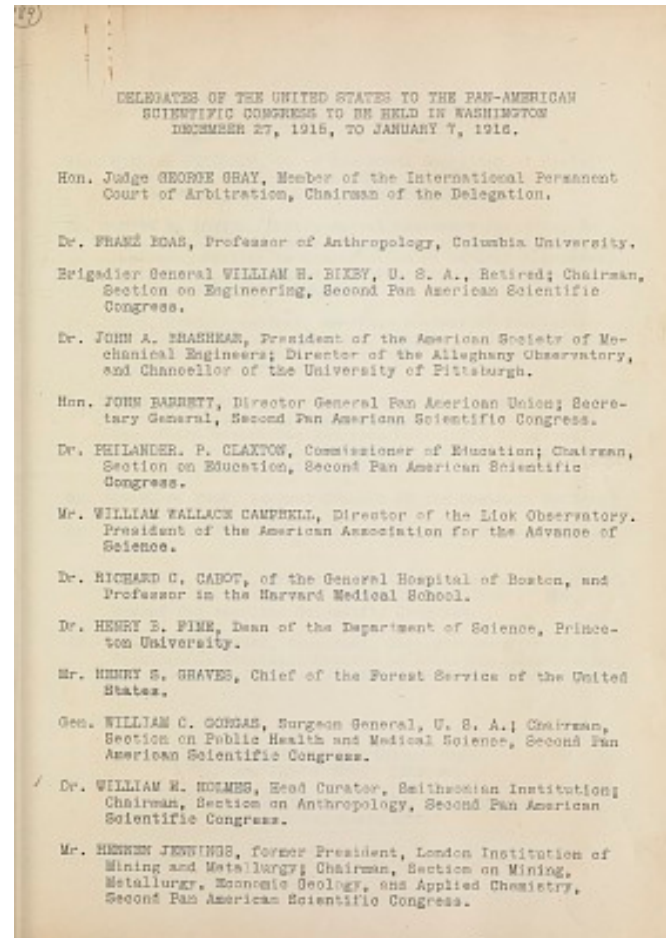 89
DELEGATES OF THE UNITED STATES TO THE PAN-AMERICAN
SCIENTIFIC CONGRESS TO BE HELD IN WASHINGTON
DECEMBER 27, 1915, TO JANUARY 7, 1916.
Hon. Judge GEORGE GRAY, Member of the International Permanent
Court of Arbitration, Chairman of the Delegation.
Dr. FRANZ BOAS, Professor of Anthropology, Columbia University.
Brigadier General WILLIAM H. BIXBY, U. S. A., Retired; Chairman,
Section on Engineering, Second Pan American Scientific
Congress.
Dr. JOHN A. BRASHEAR, President of the American Society of Me-
chanical Engineers; Director of the Alleghany Observatory,
and Chancellor of the University of Pittsburgh.
Hon. JOHN BARRETT, Director General Pan American Union; Secre-
tary General, Second Pan American Scientific Congress.
Dr. PHILANDER. P. CLAXTON, Commissioner of Education; Chairman,
Section on Education, Second Pan American Scientific
Congress.
Mr. WILLIAM WALLACE CAMPBELL, Director of the Lick Observatory.
President of the American Association for the Advance of
Science.
Dr. RICHARD C. CABOT, of the General Hospital of Boston, and
Professor in the Harvard Medical School.
Dr. HENRY B. FINE, Dean of the Department of Science, Prince-
ton University.
Mr. HENRY S. GRAVES, Chief of the Forest Service of the United
States.
Gen. WILLIAM C. GORGAS, Surgeon General, U. S. A.; Chairman,
Section on Public Health and Medical Science, Second Pan
American Scientific Congress.
Dr. WILLIAM H. HOLMES, Head Curator, Smithsonian Institution;
Chairman, Section on Anthropology, Second Pan American
Scientific Congress.
Mr. HENNEN JENNINGS, former President, London Institution of
Mining and Metallurgy; Chairman, Section on Mining,
Metallurgy, Economic Geology, and Applied Chemistry,
Second Pan American Scientific Congress.